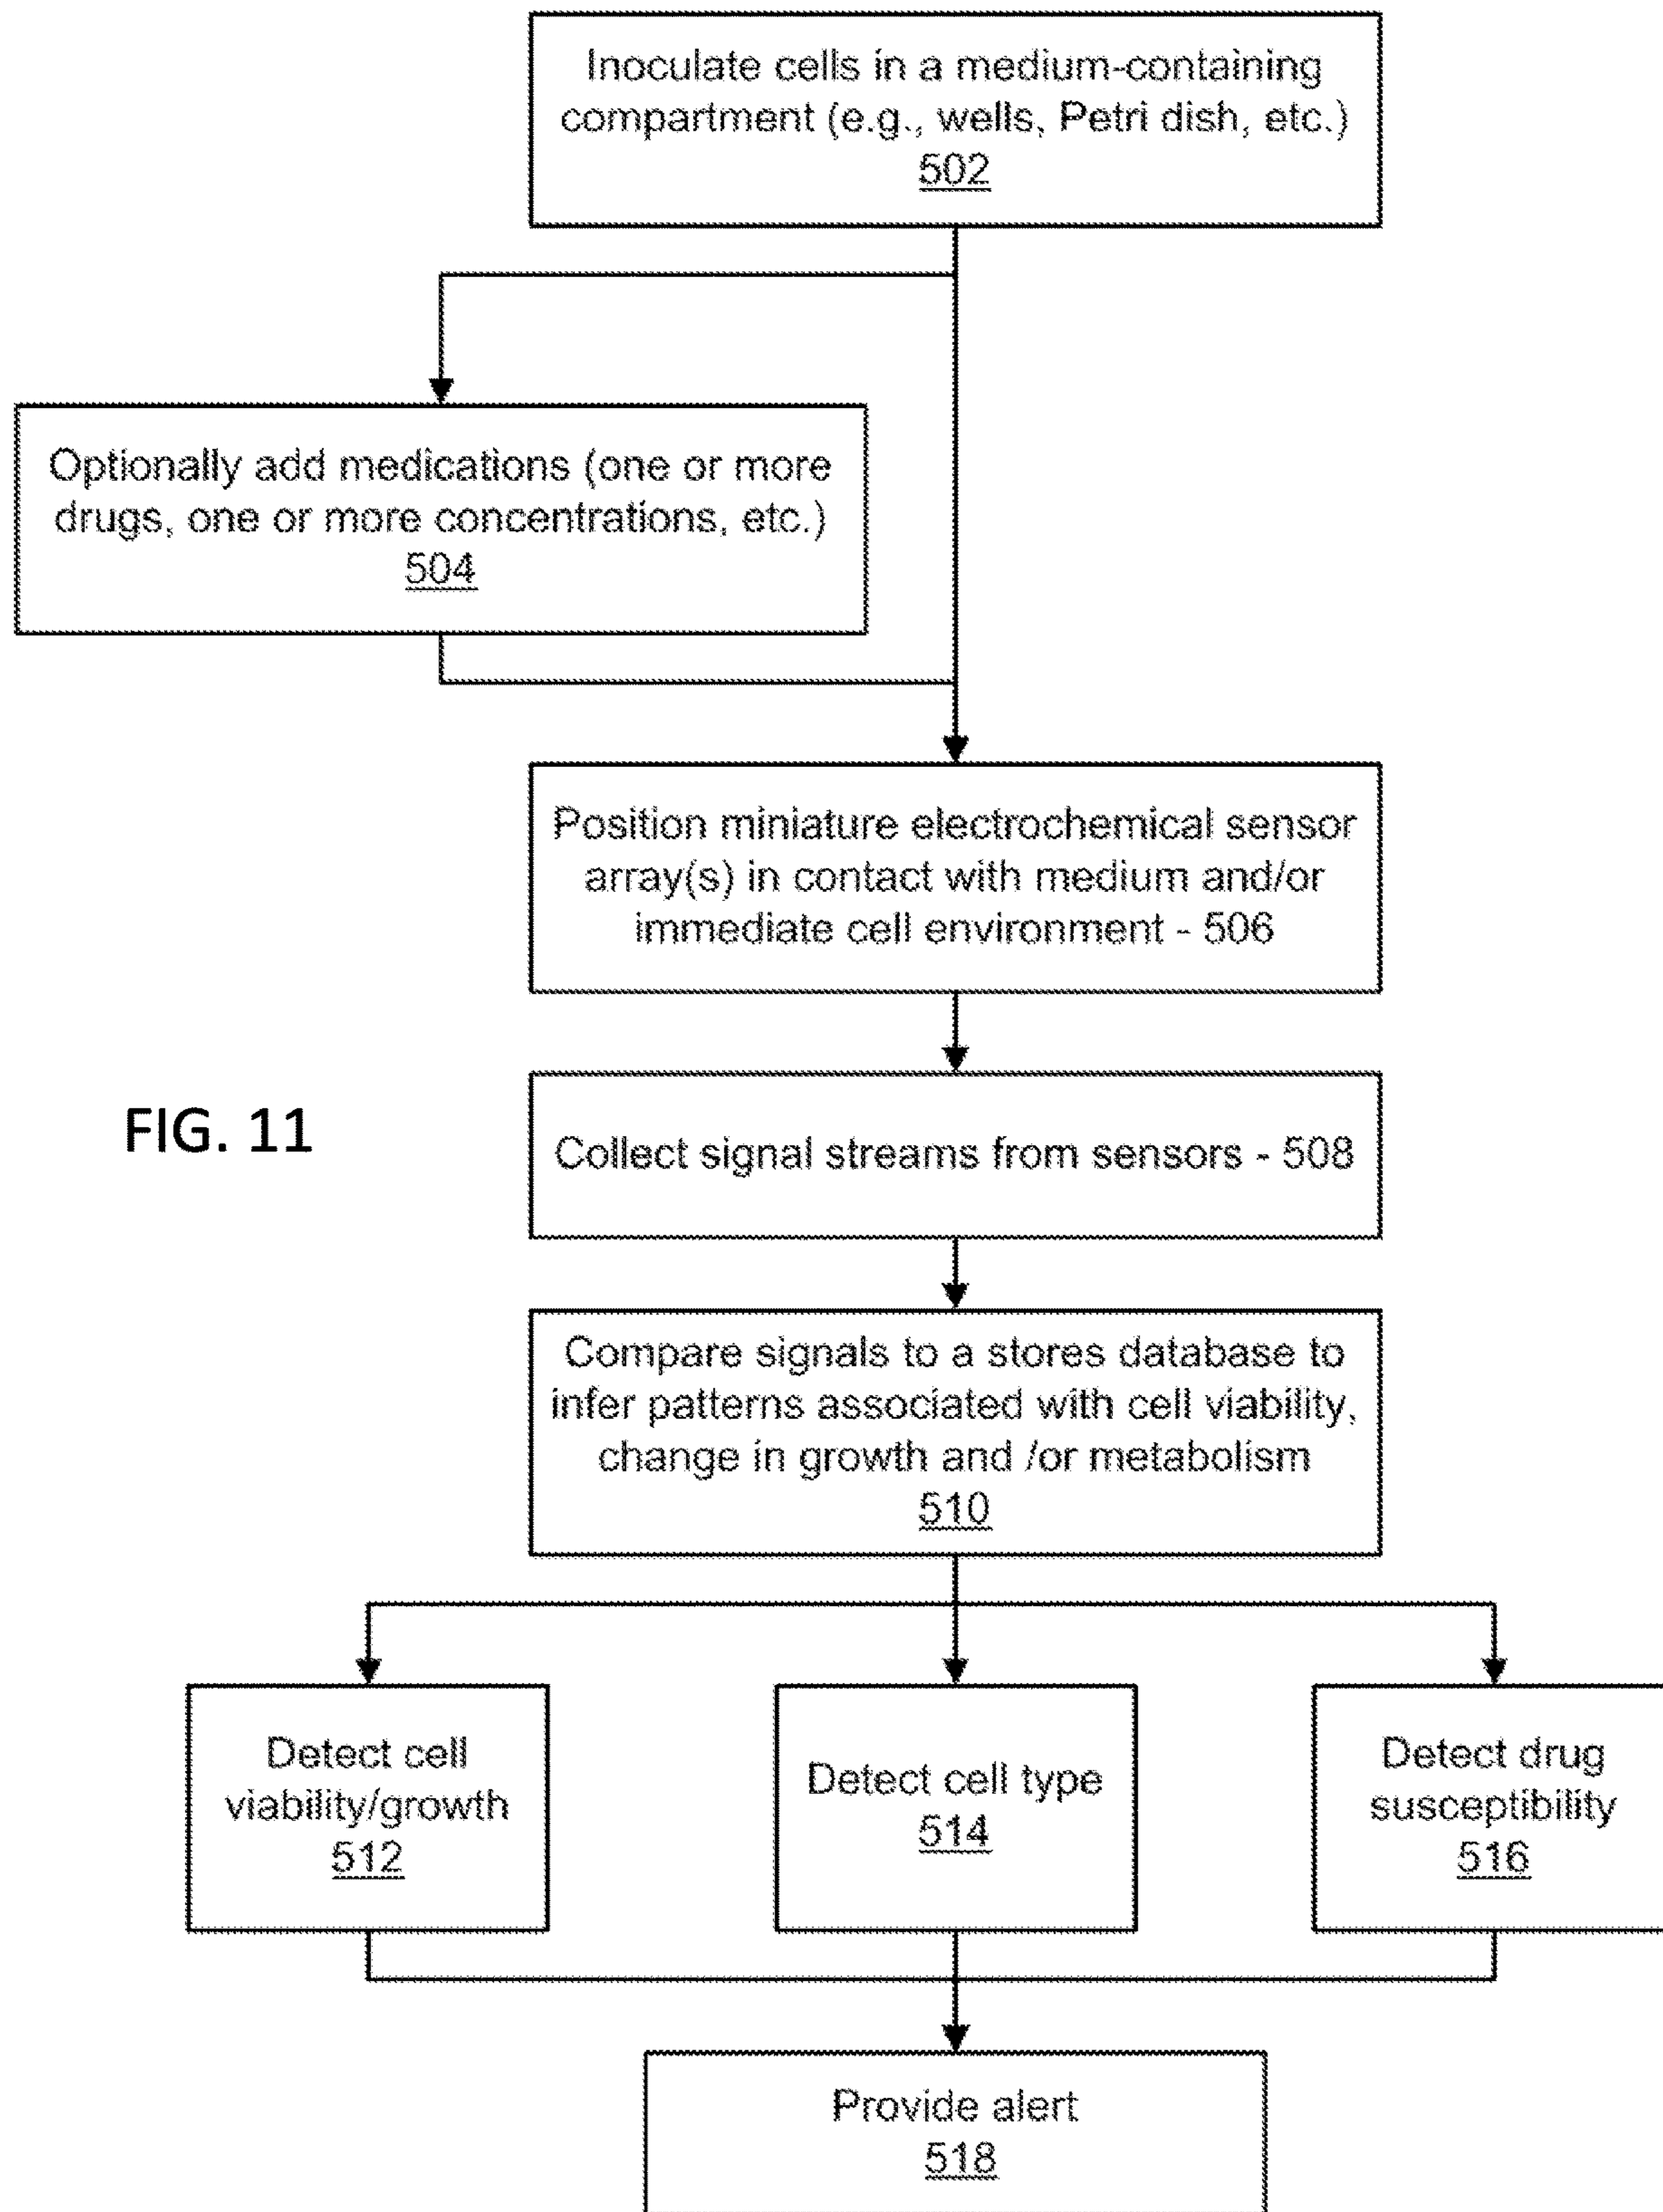 Inoculate cells in a medium-containing
compartment (e.g., wells, Petri dish, etc.)
502
Optionally add medications (one or more
drugs, one or more concentrations, etc.)
504
Position miniature electrochemical sensor
array(s) in contact with medium and/or
immediate cell environment - 506
FIG. 11
Collect signal streams from sensors - 508
Compare signals to a stores database to
infer patterns associated with cell viability,
change in growth and /or metabolism
510
Detect cell
viability/growth
512
Detect cell type
514
Detect drug
susceptibility
516
Provide alert
518